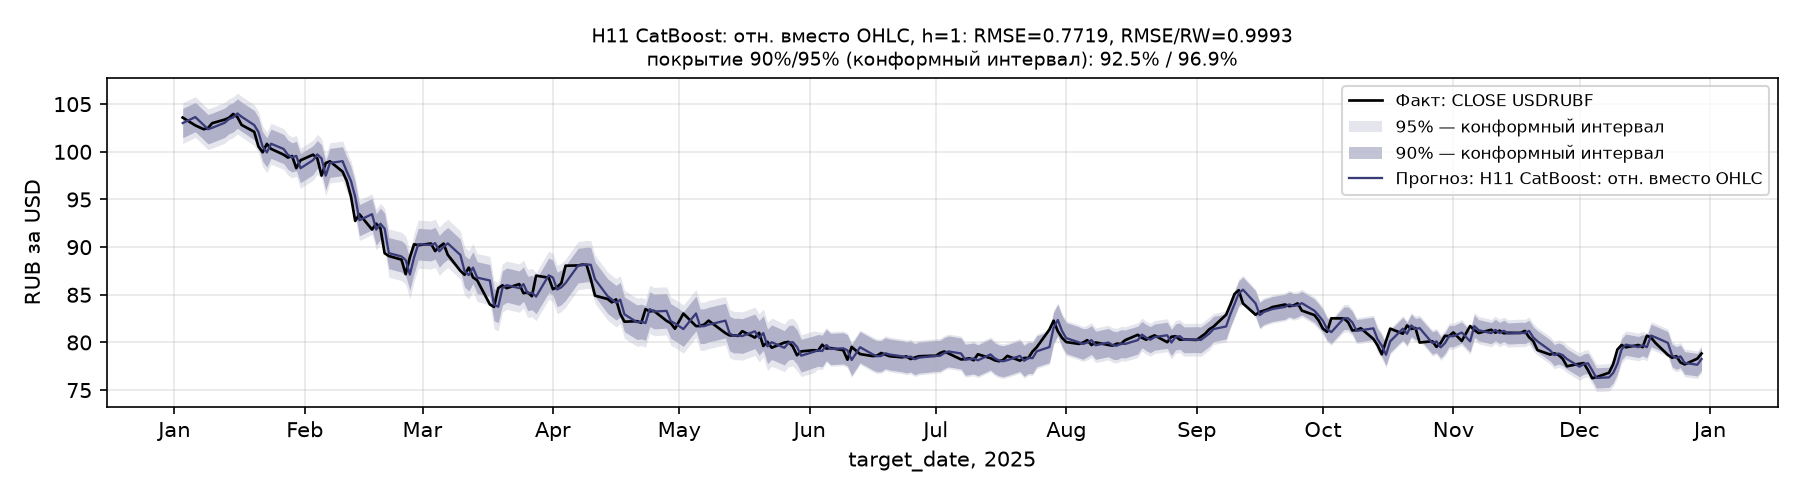 H11 CatBoost: отн. вместо OHLC, h=1: RMSE=0.7719, RMSE/RW=0.9993
покрытие 90%/95% (конформный интервал): 92.5% / 96.9%
Факт: CLOSE USDRUBF
95% — конформный интервал
90% — конформный интервал
Прогноз: H11 CatBoost: отн. вместо OHLC
RUB за USD
105
100
95
90
85
80
75
Jan Feb Mar Apr May Jun Jul Aug Sep Oct Nov Dec Jan
target_date, 2025